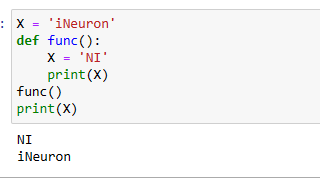 :
X = 'iNeuron'
def func():
    X = 'NI'
    print(X)
func()
print(X)
NI
iNeuron